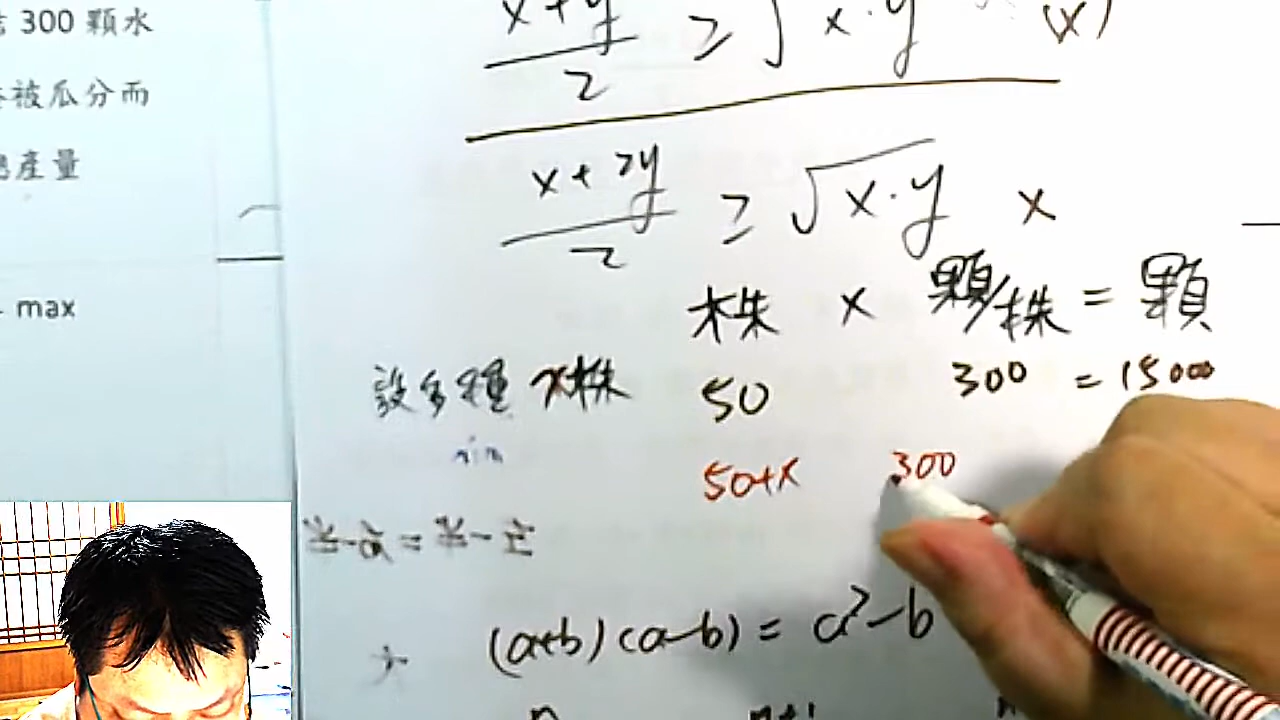 300 顆水
被瓜分而
產量
max
x+y/2 ≥ √x·y (x)
x+2y/2 ≥ √x·y x
株 x 顆/株 = 顆
設多種 x株 50 300 = 15000
50+x 300
(a+b)(a-b) = a²-b
n n+1